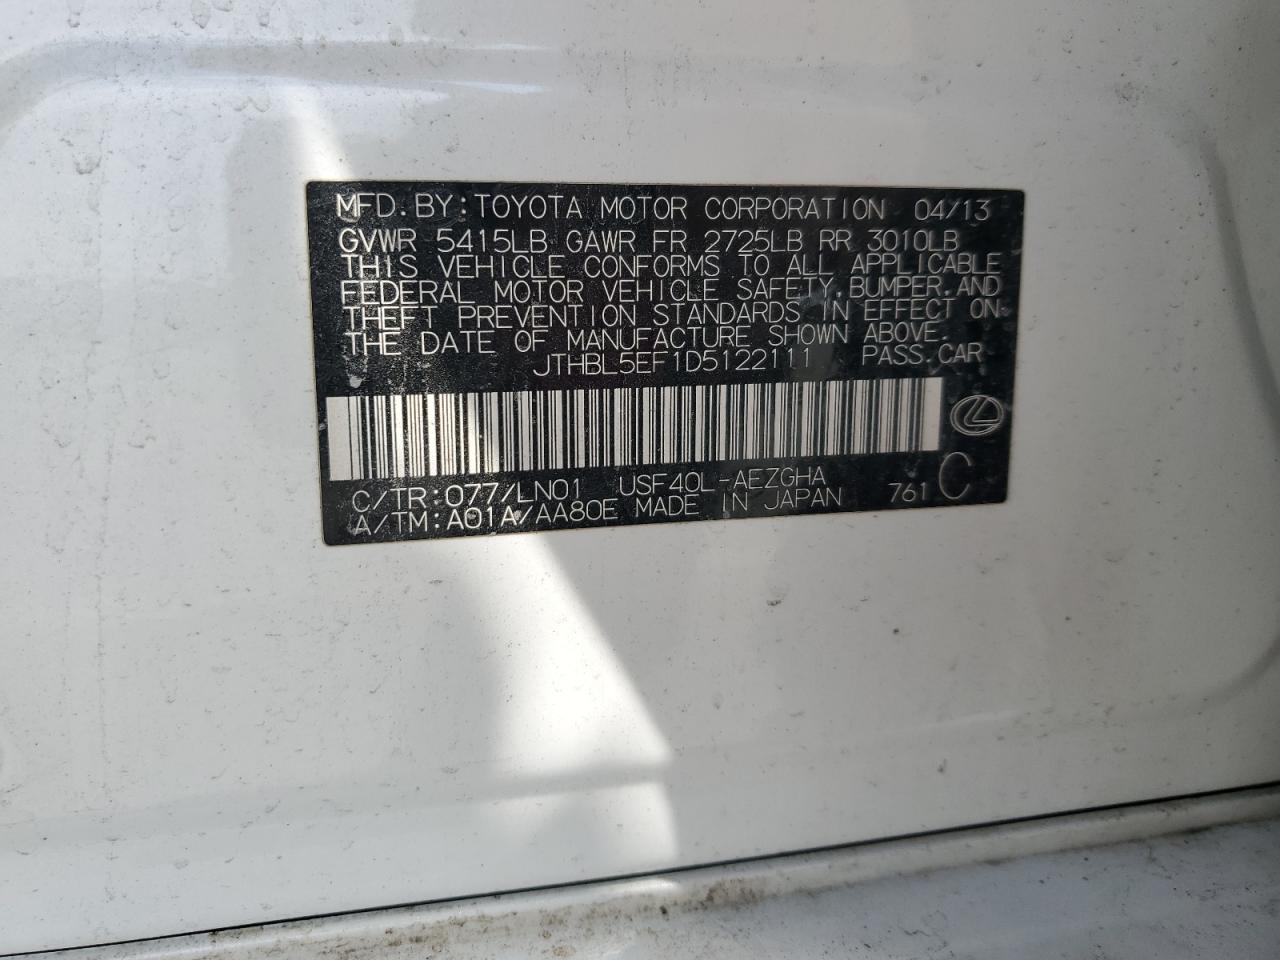 MFD. BY: TOYOTA MOTOR CORPORATION 04/13
GVWR 5415LB GAWR FR 2725LB RR 3010LB
THIS VEHICLE CONFORMS TO ALL APPLICABLE
FEDERAL MOTOR VEHICLE SAFETY, BUMPER, AND
THEFT PREVENTION STANDARDS IN EFFECT ON
THE DATE OF MANUFACTURE SHOWN ABOVE.
JTHBL5EF1D5122111 PASS. CAR
C/TR: 077/LN01 USF40L-AEZGHA
A/TM: A01A/AA80E MADE IN JAPAN 761 C